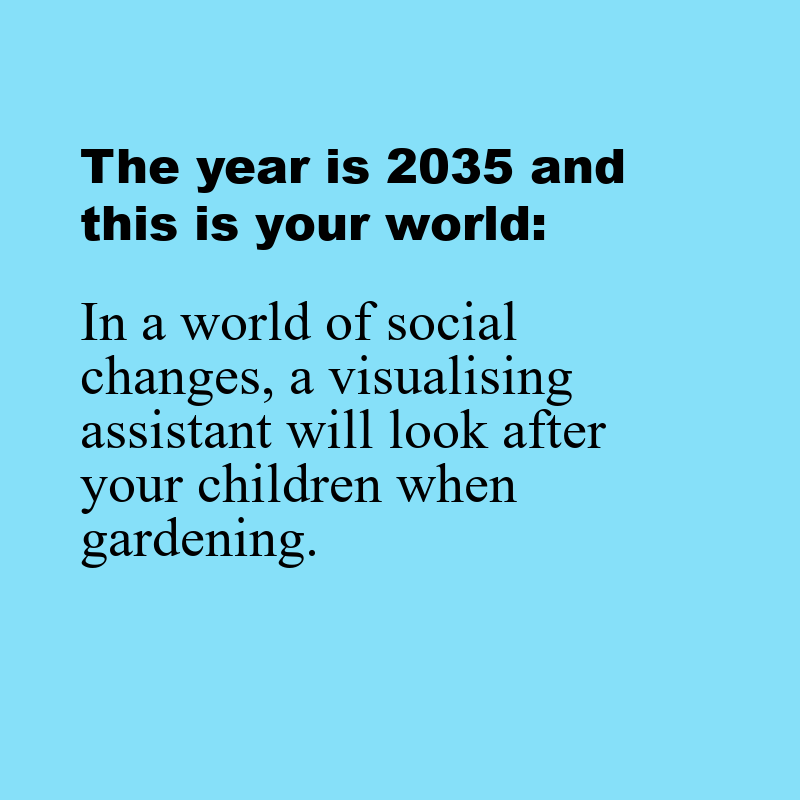 The year is 2035 and
this is your world:
In a world of social
changes, a visualising
assistant will look after
your children when
gardening.